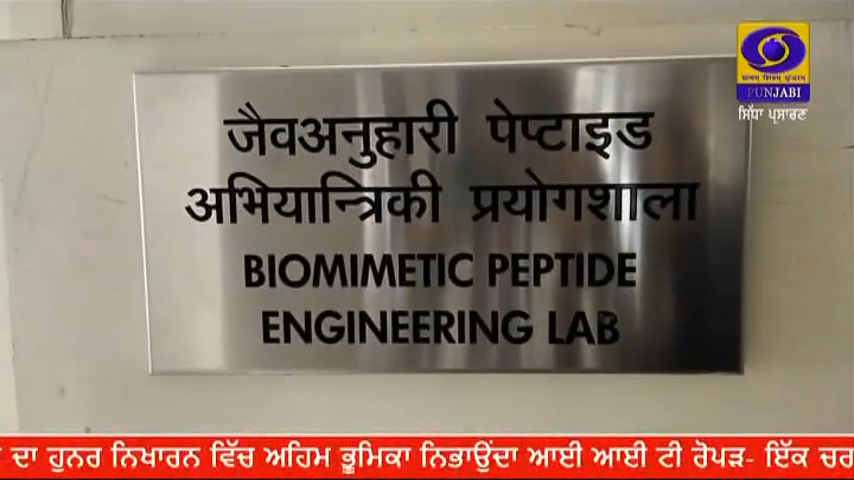 PUNJABI
ਸਿੱਧਾ ਪ੍ਰਸਾਰਣ
जैवअनुहारी पेप्टाइड
अभियान्त्रिकी प्रयोगशाला
BIOMIMETIC PEPTIDE
ENGINEERING LAB
ਦਾ ਹੁਨਰ ਨਿਖਾਰਨ ਵਿੱਚ ਅਹਿਮ ਭੂਮਿਕਾ ਨਿਭਾਉਂਦਾ ਆਈ ਆਈ ਟੀ ਰੋਪੜ- ਇੱਕ